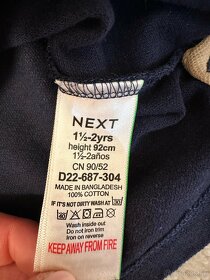 NEXT
1½-2yrs
height 92cm
1½-2años
CN 90/52
D22-687-304
MADE IN BANGLADESH
100% COTTON
IF IT'S NOT DIRTY WASH AT
30
Wash inside out
Do not iron trim
Iron on reverse
KEEP AWAY FROM FIRE